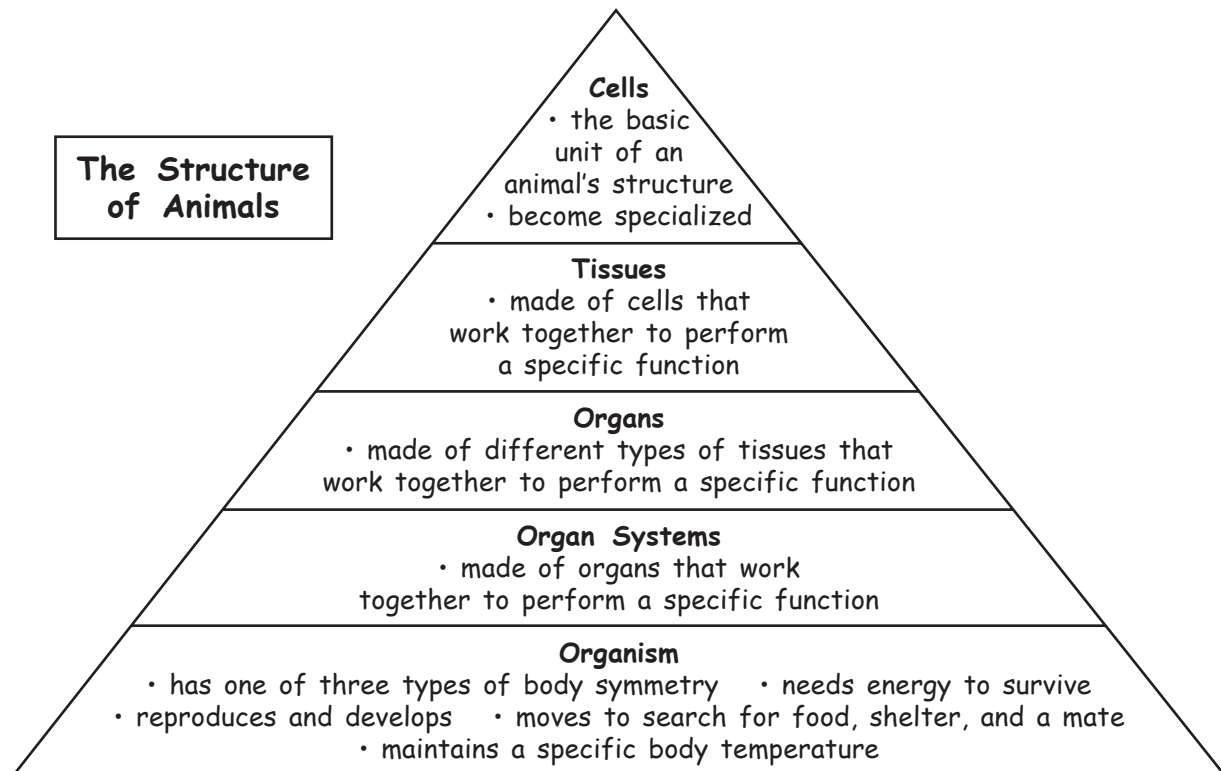 The Structure
of Animals
Cells
• the basic
unit of an
animal's structure
• become specialized
Tissues
• made of cells that
work together to perform
a specific function
Organs
• made of different types of tissues that
work together to perform a specific function
Organ Systems
• made of organs that work
together to perform a specific function
Organism
• has one of three types of body symmetry • needs energy to survive
• reproduces and develops • moves to search for food, shelter, and a mate
• maintains a specific body temperature